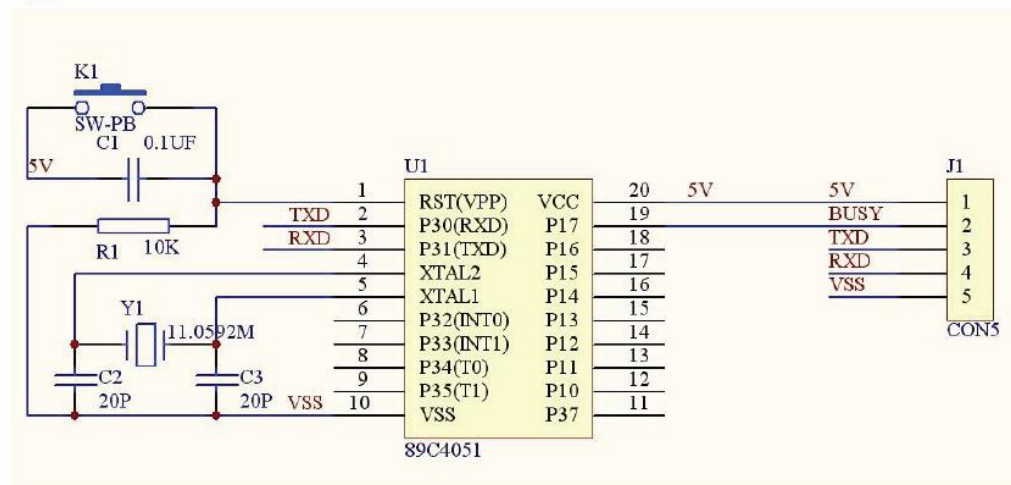 K1
SW-PB
C1 0.1UF
5V
R1 10K
Y1
11.0592M
C2
20P
C3
20P
VSS
TXD
RXD
U1
1 RST(VPP) VCC 20 5V
2 P30(RXD) P17 19
3 P31(TXD) P16 18
4 XTAL2 P15 17
5 XTAL1 P14 16
6 P32(INT0) P13 15
7 P33(INT1) P12 14
8 P34(T0) P11 13
9 P35(T1) P10 12
10 VSS P37 11
89C4051
J1
5V 1
BUSY 2
TXD 3
RXD 4
VSS 5
CON5